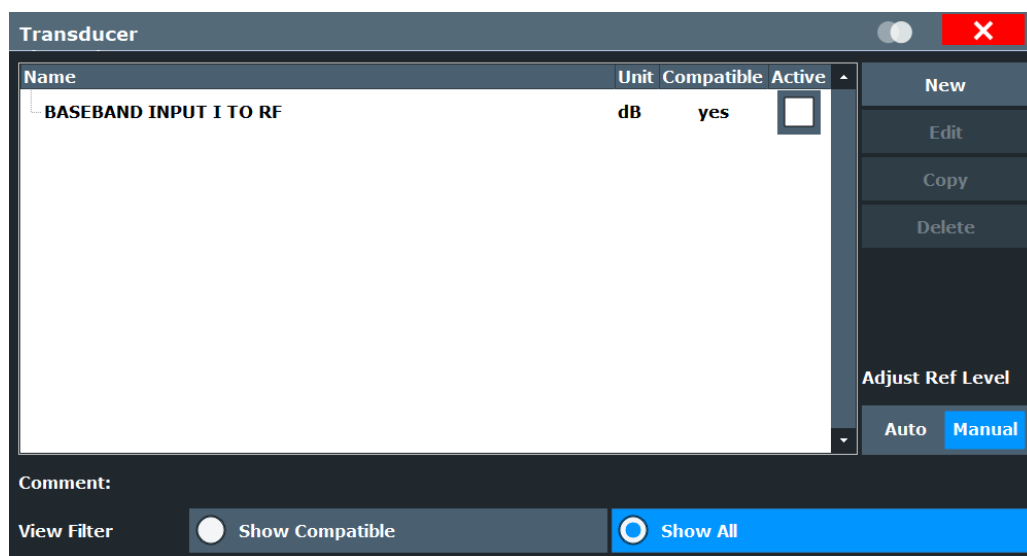 Transducer
Name Unit Compatible Active
BASEBAND INPUT I TO RF dB yes
New
Edit
Copy
Delete
Adjust Ref Level
Auto Manual
Comment:
View Filter Show Compatible Show All